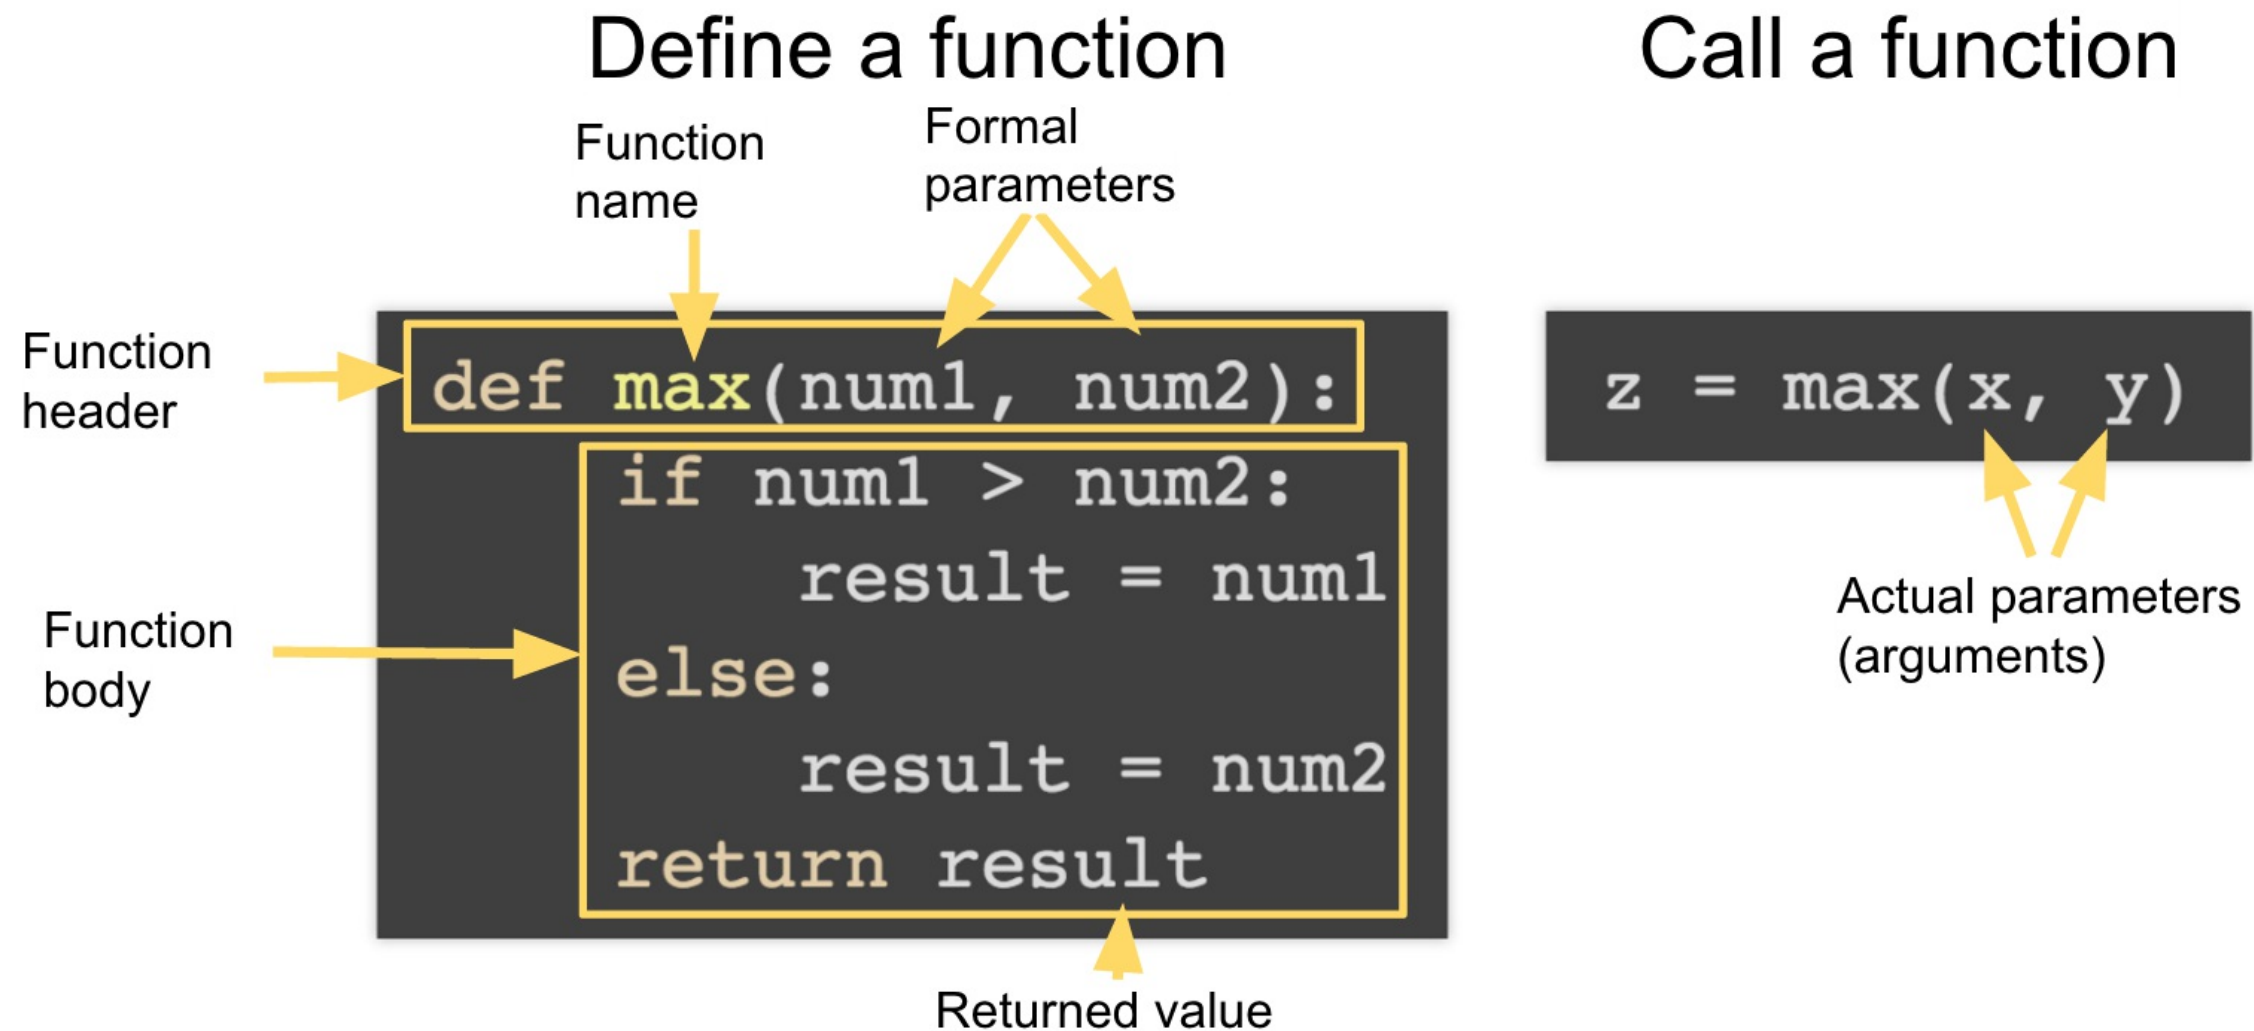 Define a function
Call a function
Function
name
Formal
parameters
Function
header
def max(num1, num2):
if num1 > num2:
result = num1
else:
result = num2
return result
Function
body
Returned value
z = max(x, y)
Actual parameters
(arguments)